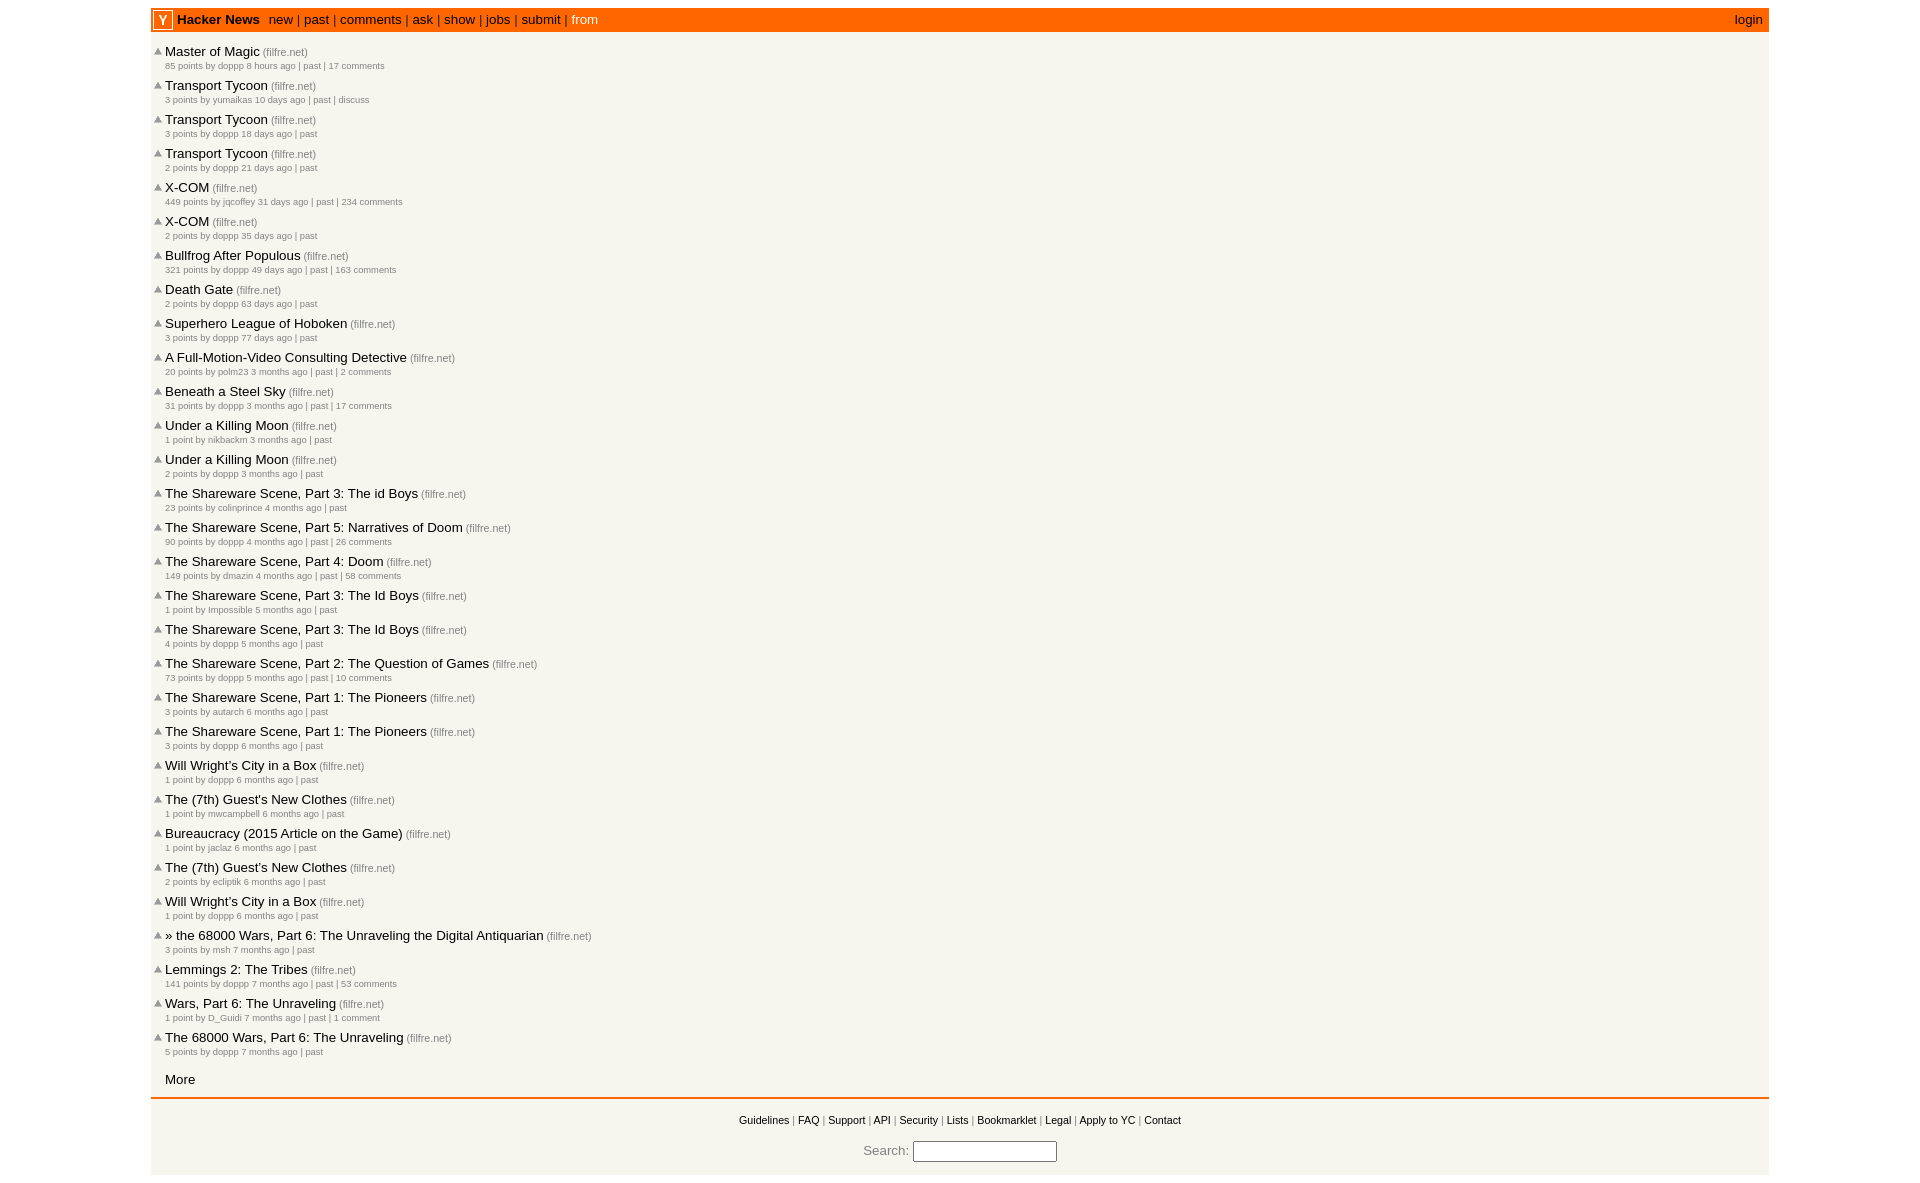 Y Hacker News new | past | comments | ask | show | jobs | submit | from login
Master of Magic (filfre.net)
85 points by doppp 8 hours ago | past | 17 comments
Transport Tycoon (filfre.net)
3 points by yumaikas 10 days ago | past | discuss
Transport Tycoon (filfre.net)
3 points by doppp 18 days ago | past
Transport Tycoon (filfre.net)
2 points by doppp 21 days ago | past
X-COM (filfre.net)
449 points by jqcoffey 31 days ago | past | 234 comments
X-COM (filfre.net)
2 points by doppp 35 days ago | past
Bullfrog After Populous (filfre.net)
321 points by doppp 49 days ago | past | 163 comments
Death Gate (filfre.net)
2 points by doppp 63 days ago | past
Superhero League of Hoboken (filfre.net)
3 points by doppp 77 days ago | past
A Full-Motion-Video Consulting Detective (filfre.net)
20 points by polm23 3 months ago | past | 2 comments
Beneath a Steel Sky (filfre.net)
31 points by doppp 3 months ago | past | 17 comments
Under a Killing Moon (filfre.net)
1 point by nikbackm 3 months ago | past
Under a Killing Moon (filfre.net)
2 points by doppp 3 months ago | past
The Shareware Scene, Part 3: The id Boys (filfre.net)
23 points by colinprince 4 months ago | past
The Shareware Scene, Part 5: Narratives of Doom (filfre.net)
90 points by doppp 4 months ago | past | 26 comments
The Shareware Scene, Part 4: Doom (filfre.net)
149 points by dmazin 4 months ago | past | 58 comments
The Shareware Scene, Part 3: The Id Boys (filfre.net)
1 point by Impossible 5 months ago | past
The Shareware Scene, Part 3: The Id Boys (filfre.net)
4 points by doppp 5 months ago | past
The Shareware Scene, Part 2: The Question of Games (filfre.net)
73 points by doppp 5 months ago | past | 10 comments
The Shareware Scene, Part 1: The Pioneers (filfre.net)
3 points by autarch 6 months ago | past
The Shareware Scene, Part 1: The Pioneers (filfre.net)
3 points by doppp 6 months ago | past
Will Wright’s City in a Box (filfre.net)
1 point by doppp 6 months ago | past
The (7th) Guest's New Clothes (filfre.net)
1 point by mwcampbell 6 months ago | past
Bureaucracy (2015 Article on the Game) (filfre.net)
1 point by jaclaz 6 months ago | past
The (7th) Guest’s New Clothes (filfre.net)
2 points by ecliptik 6 months ago | past
Will Wright’s City in a Box (filfre.net)
1 point by doppp 6 months ago | past
» the 68000 Wars, Part 6: The Unraveling the Digital Antiquarian (filfre.net)
3 points by msh 7 months ago | past
Lemmings 2: The Tribes (filfre.net)
141 points by doppp 7 months ago | past | 53 comments
Wars, Part 6: The Unraveling (filfre.net)
1 point by D_Guidi 7 months ago | past | 1 comment
The 68000 Wars, Part 6: The Unraveling (filfre.net)
5 points by doppp 7 months ago | past
More
Guidelines | FAQ | Support | API | Security | Lists | Bookmarklet | Legal | Apply to YC | Contact
Search: